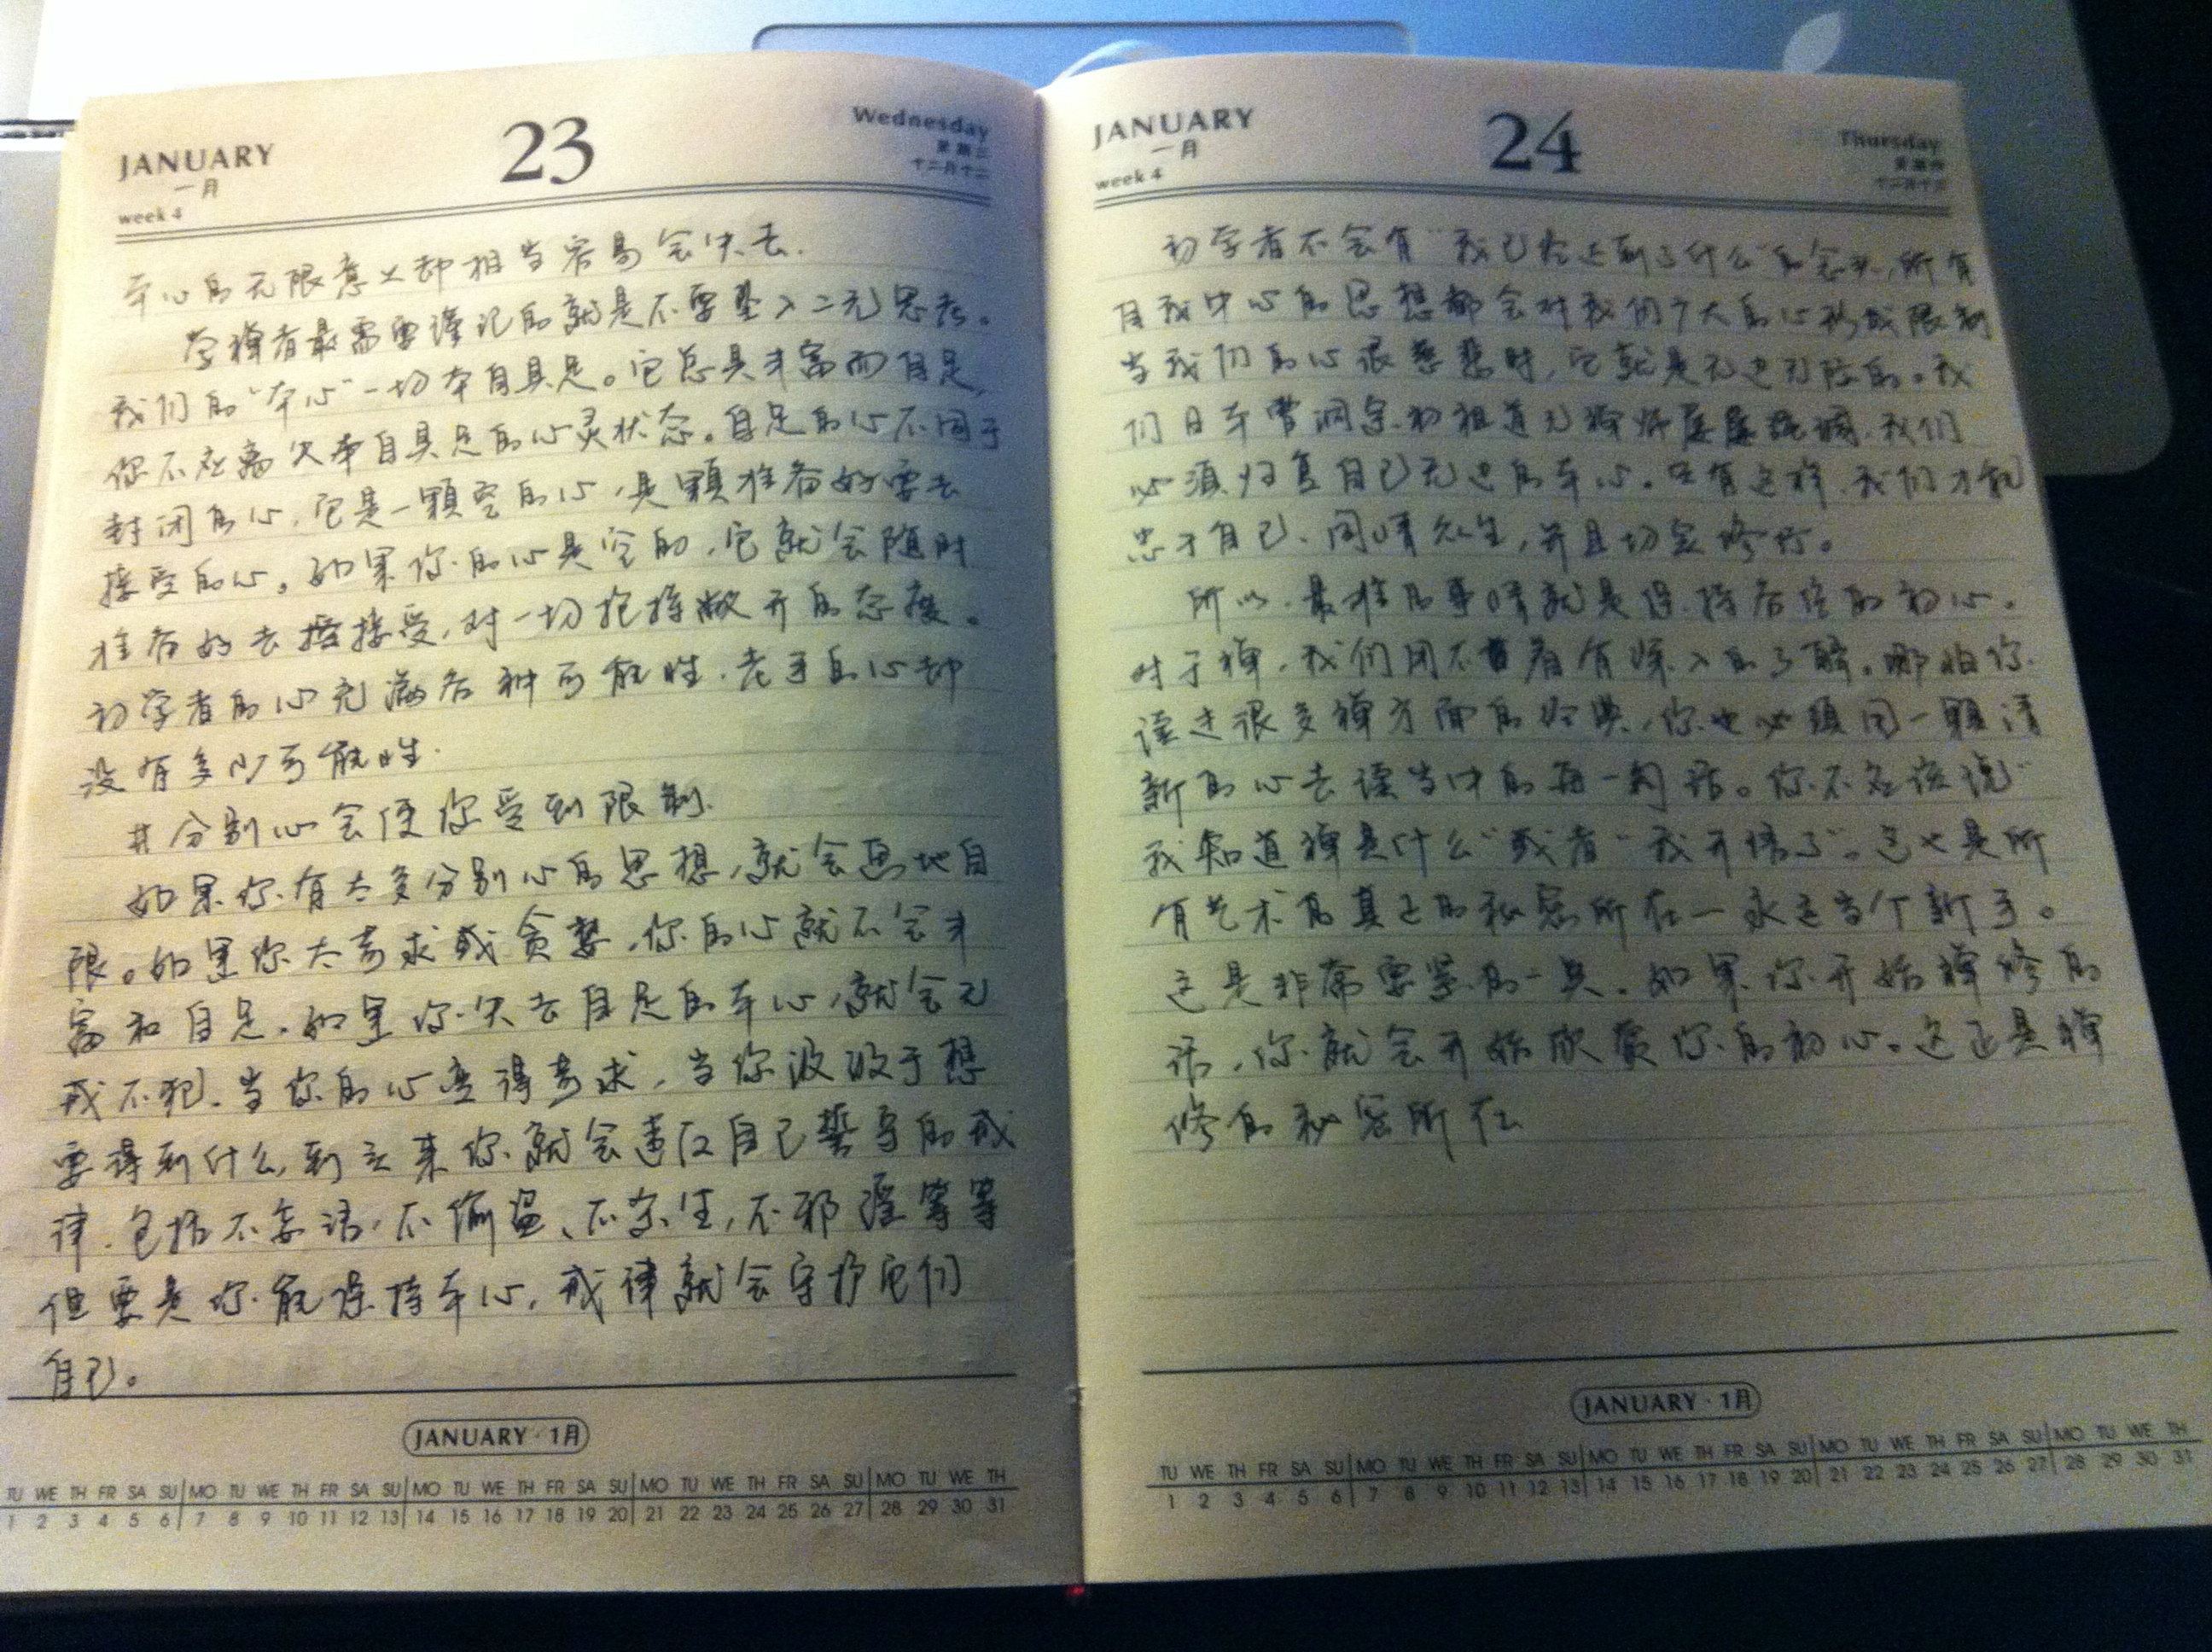 JANUARY
一月
week 4
23
Wednesday
星期三
十二月十二
本心的无限意义却相当容易会失去.
学禅者最需要谨记的就是不要坠入二元思考。
我们的“本心”一切本自具足。它总是丰富而自足,
你不应离失本自具足的心灵状态。自足的心不同于
封闭的心,它是一颗空的心,是颗准备好要去
接受的心。如果你的心是空的,它就会随时
准备好去接受,对一切抱持敞开的态度。
初学者的心充满各种可能性.老手的心却
没有多少可能性.
#分别心会使你受到限制.
如果你有太多分别心的思想,就会画地自
限。如果你太苛求或贪婪,你的心就不会丰
富和自足。如果你失去自足的本心,就会无
戒不犯.当你的心变得苛求,当你汲汲于想
要得到什么,到头来你就会违反自己誓守的戒
律.包括不妄语,不偷盗、不杀生,不邪淫等等
但要是你能保持本心,戒律就会守护它们
自己。
JANUARY · 1月
TU WE TH FR SA SU MO TU WE TH FR SA SU MO TU WE TH FR SA SU MO TU WE TH FR SA SU MO TU WE TH
1 2 3 4 5 6 7 8 9 10 11 12 13 14 15 16 17 18 19 20 21 22 23 24 25 26 27 28 29 30 31
JANUARY
一月
week 4
24
Thursday
星期四
十二月十三
初学者不会有“我已经达到了什么”的念头,所有
自我中心的思想都会对我们广大的心形成限制
当我们的心很慈悲时,它就是无边无际的。我
们日本曹洞宗初祖道元禅师屡屡强调,我们
必须归复自己无边的本心。只有这样,我们才能
忠于自己、同情众生,并且切实修行。
所以.最难的事情就是保持各位的初心。
对于禅,我们用不着有深入的了解。哪怕你
读过很多禅方面的经典,你也必须用一颗清
新的心去读当中的每一句话。你不应该说“
我知道禅是什么”或者“我开悟了”。这也是所
有艺术的真正的秘密所在—永远当个新手。
这是非常要紧的一点。如果你开始禅修的
话,你就会开始欣赏你的初心。这正是禅
修的秘密所在
JANUARY · 1月
TU WE TH FR SA SU MO TU WE TH FR SA SU MO TU WE TH FR SA SU MO TU WE TH FR SA SU MO TU WE TH
1 2 3 4 5 6 7 8 9 10 11 12 13 14 15 16 17 18 19 20 21 22 23 24 25 26 27 28 29 30 31